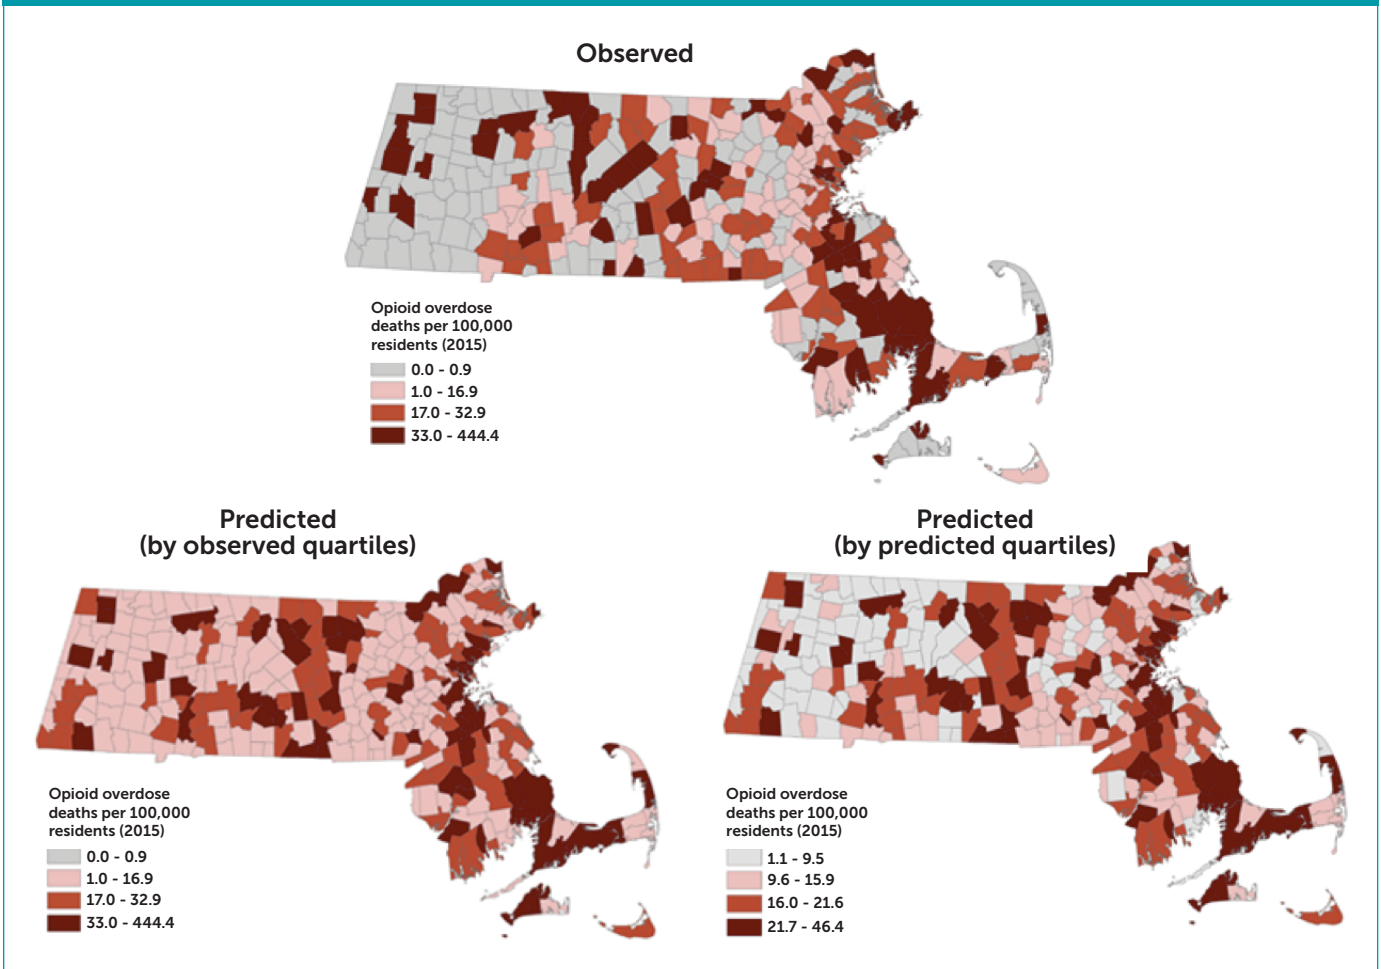 Observed
Opioid overdose
deaths per 100,000
residents (2015)
0.0 - 0.9
1.0 - 16.9
17.0 - 32.9
33.0 - 444.4
Predicted
(by observed quartiles)
Opioid overdose
deaths per 100,000
residents (2015)
0.0 - 0.9
1.0 - 16.9
17.0 - 32.9
33.0 - 444.4
Predicted
(by predicted quartiles)
Opioid overdose
deaths per 100,000
residents (2015)
1.1 - 9.5
9.6 - 15.9
16.0 - 21.6
21.7 - 46.4